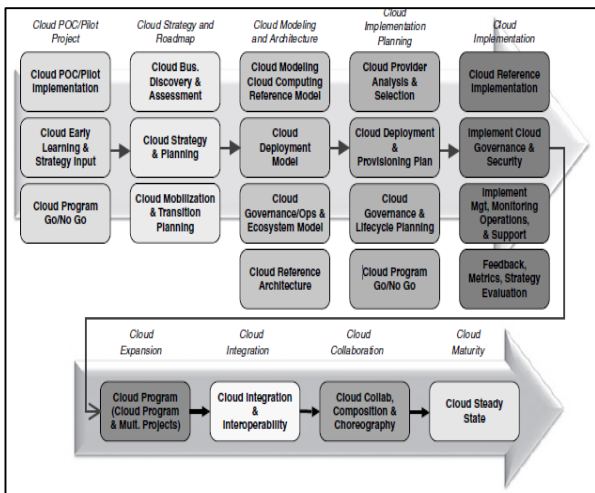 Cloud POC/Pilot
Project
Cloud Strategy and
Roadmap
Cloud Modeling
and Architecture
Cloud
Implementation
Planning
Cloud
Implementation
Cloud POC/Pilot
Implementation
Cloud Bus.
Discovery &
Assessment
Cloud Modeling
Cloud Computing
Reference Model
Cloud Provider
Analysis &
Selection
Cloud Reference
Implementation
Cloud Early
Learning &
Strategy Input
Cloud Strategy
& Planning
Cloud
Deployment
Model
Cloud Deployment
&
Provisioning Plan
Implement Cloud
Governance &
Security
Cloud Program
Go/No Go
Cloud Mobilization
& Transition
Planning
Cloud
Governance/Ops &
Ecosystem Model
Cloud
Governance &
Lifecycle Planning
Implement
Mgt, Monitoring
Operations,
& Support
Cloud Reference
Architecture
Cloud Program
Go/No Go
Feedback,
Metrics, Strategy
Evaluation
Cloud
Expansion
Cloud
Integration
Cloud
Collaboration
Cloud
Maturity
Cloud Program
(Cloud Program
& Mult. Projects)
Cloud Integration
&
Interoperability
Cloud Collab,
Composition &
Choreography
Cloud Steady
State